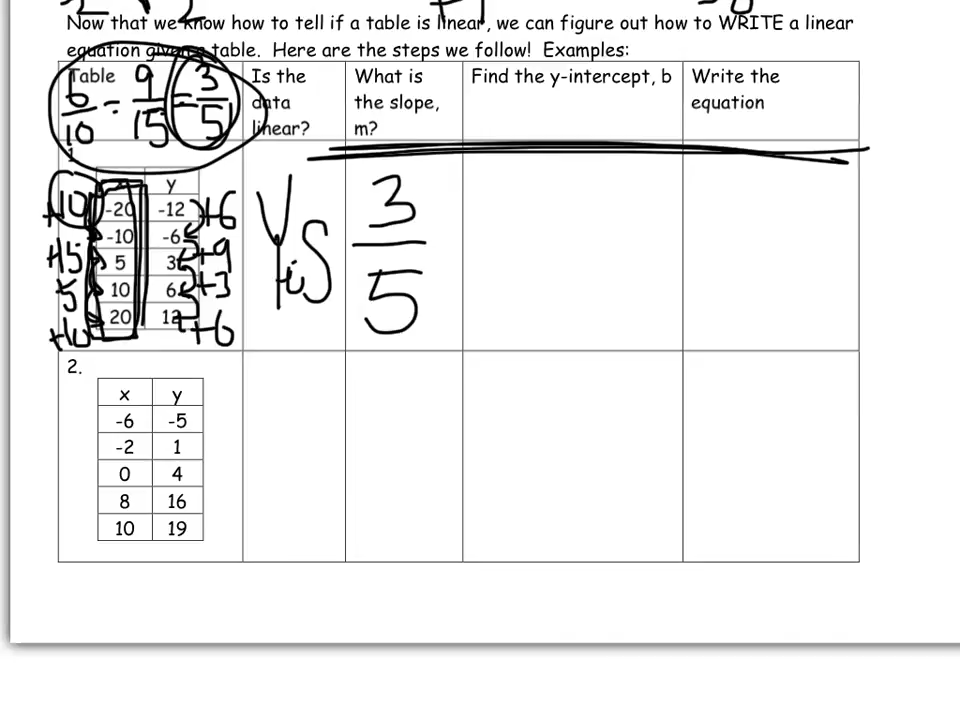 Now that we know how to tell if a table is linear, we can figure out how to WRITE a linear
equation given a table. Here are the steps we follow! Examples:
Table
Is the data linear?
What is the slope, m?
Find the y-intercept, b
Write the equation
6/10 = 9/15 = 3/5
1.
y
-20 -12
-10 -6
5 3
10 6
20 12
+10
+15
5
+10
+6
+9
+3
+6
Yes
3/5
2.
x y
-6 -5
-2 1
0 4
8 16
10 19